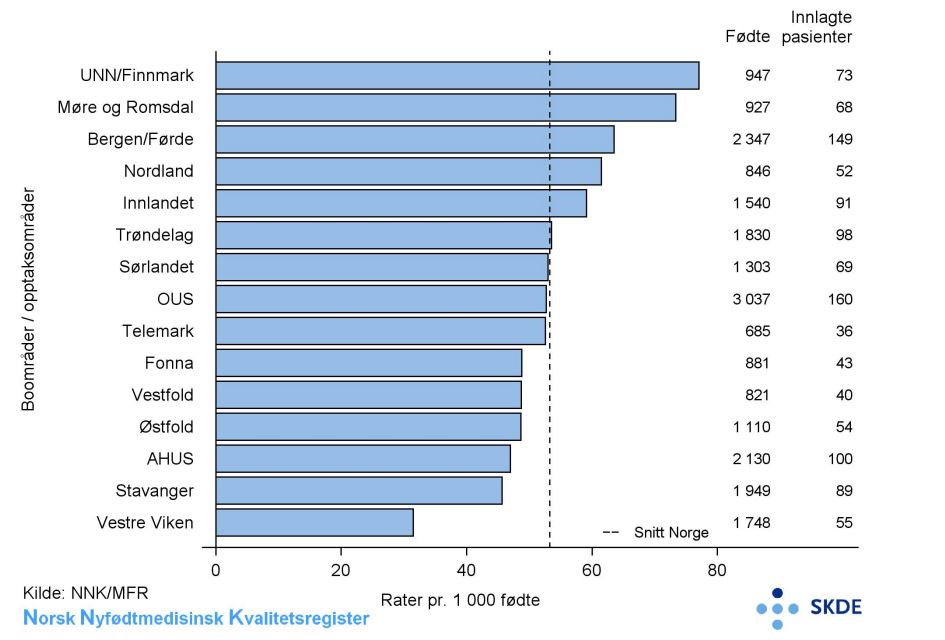 Fødte
Innlagte
pasienter
UNN/Finnmark 947 73
Møre og Romsdal 927 68
Bergen/Førde 2 347 149
Nordland 846 52
Innlandet 1 540 91
Trøndelag 1 830 98
Sørlandet 1 303 69
OUS 3 037 160
Telemark 685 36
Fonna 881 43
Vestfold 821 40
Østfold 1 110 54
AHUS 2 130 100
Stavanger 1 949 89
Vestre Viken 1 748 55
Boområder / opptaksområder
Snitt Norge
0 20 40 60 80
Rater pr. 1 000 fødte
Kilde: NNK/MFR
Norsk Nyfødtmedisinsk Kvalitetsregister
SKDE